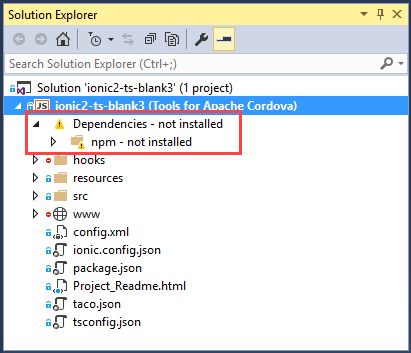 Solution Explorer
Search Solution Explorer (Ctrl+;)
Solution 'ionic2-ts-blank3' (1 project)
JS ionic2-ts-blank3 (Tools for Apache Cordova)
Dependencies - not installed
npm - not installed
hooks
resources
src
www
config.xml
ionic.config.json
package.json
Project_Readme.html
taco.json
tsconfig.json